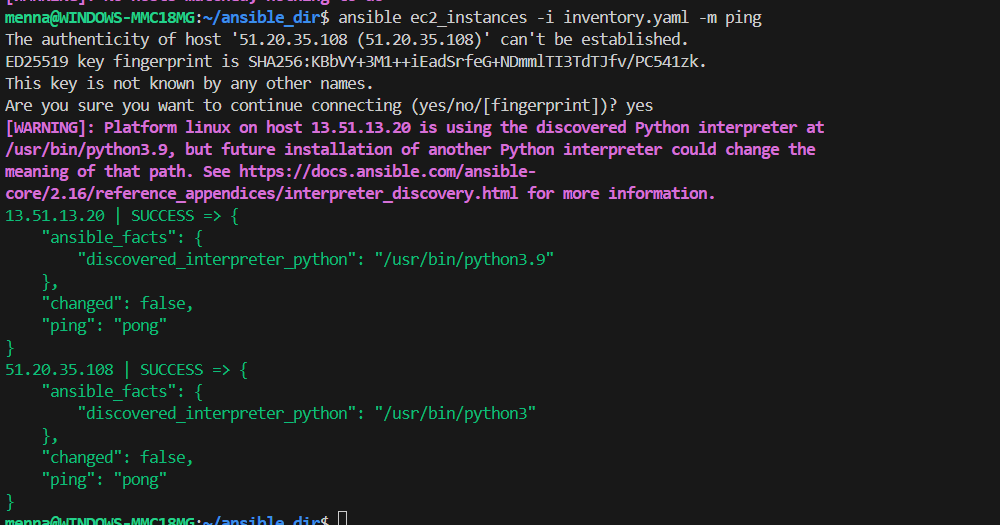 menna@WINDOWS-MMC18MG:~/ansible_dir$ ansible ec2_instances -i inventory.yaml -m ping
The authenticity of host '51.20.35.108 (51.20.35.108)' can't be established.
ED25519 key fingerprint is SHA256:KBbVY+3M1++iEadSrfeG+NDmmlTI3TdTJfv/PC541zk.
This key is not known by any other names.
Are you sure you want to continue connecting (yes/no/[fingerprint])? yes
[WARNING]: Platform linux on host 13.51.13.20 is using the discovered Python interpreter at
/usr/bin/python3.9, but future installation of another Python interpreter could change the
meaning of that path. See https://docs.ansible.com/ansible-
core/2.16/reference_appendices/interpreter_discovery.html for more information.
13.51.13.20 | SUCCESS => {
    "ansible_facts": {
        "discovered_interpreter_python": "/usr/bin/python3.9"
    },
    "changed": false,
    "ping": "pong"
}
51.20.35.108 | SUCCESS => {
    "ansible_facts": {
        "discovered_interpreter_python": "/usr/bin/python3"
    },
    "changed": false,
    "ping": "pong"
}
menna@WINDOWS-MMC18MG:~/ansible_dir$